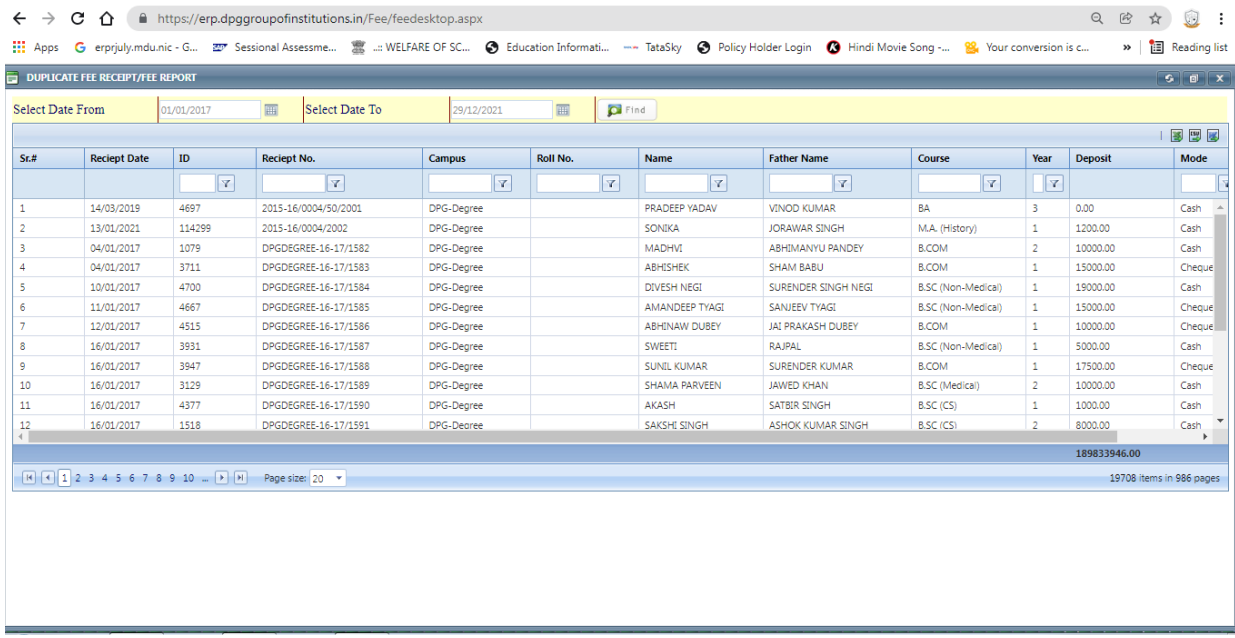 https://erp.dpggroupofinstitutions.in/Fee/feedesktop.aspx
Apps G erprjuly.mdu.nic - G... Sessional Assessme... ..:: WELFARE OF SC... Education Informati... TataSky Policy Holder Login Hindi Movie Song -... Your conversion is c... » Reading list
DUPLICATE FEE RECEIPT/FEE REPORT
Select Date From 01/01/2017 Select Date To 29/12/2021 Find
Sr.# Reciept Date ID Reciept No. Campus Roll No. Name Father Name Course Year Deposit Mode
1 14/03/2019 4697 2015-16/0004/50/2001 DPG-Degree PRADEEP YADAV VINOD KUMAR BA 3 0.00 Cash
2 13/01/2021 114299 2015-16/0004/2002 DPG-Degree SONIKA JORAWAR SINGH M.A. (History) 1 1200.00 Cash
3 04/01/2017 1079 DPGDEGREE-16-17/1582 DPG-Degree MADHVI ABHIMANYU PANDEY B.COM 2 10000.00 Cash
4 04/01/2017 3711 DPGDEGREE-16-17/1583 DPG-Degree ABHISHEK SHAM BABU B.COM 1 15000.00 Cheque
5 10/01/2017 4700 DPGDEGREE-16-17/1584 DPG-Degree DIVESH NEGI SURENDER SINGH NEGI B.SC (Non-Medical) 1 19000.00 Cash
6 11/01/2017 4667 DPGDEGREE-16-17/1585 DPG-Degree AMANDEEP TYAGI SANJEEV TYAGI B.SC (Non-Medical) 1 15000.00 Cheque
7 12/01/2017 4515 DPGDEGREE-16-17/1586 DPG-Degree ABHINAW DUBEY JAI PRAKASH DUBEY B.COM 1 10000.00 Cheque
8 16/01/2017 3931 DPGDEGREE-16-17/1587 DPG-Degree SWEETI RAJPAL B.SC (Non-Medical) 1 5000.00 Cash
9 16/01/2017 3947 DPGDEGREE-16-17/1588 DPG-Degree SUNIL KUMAR SURENDER KUMAR B.COM 1 17500.00 Cheque
10 16/01/2017 3129 DPGDEGREE-16-17/1589 DPG-Degree SHAMA PARVEEN JAWED KHAN B.SC (Medical) 2 10000.00 Cash
11 16/01/2017 4377 DPGDEGREE-16-17/1590 DPG-Degree AKASH SATBIR SINGH B.SC (CS) 1 1000.00 Cash
12 16/01/2017 1518 DPGDEGREE-16-17/1591 DPG-Degree SAKSHI SINGH ASHOK KUMAR SINGH B.SC (CS) 2 8000.00 Cash
189833946.00
1 2 3 4 5 6 7 8 9 10 ... Page size: 20 19708 items in 986 pages